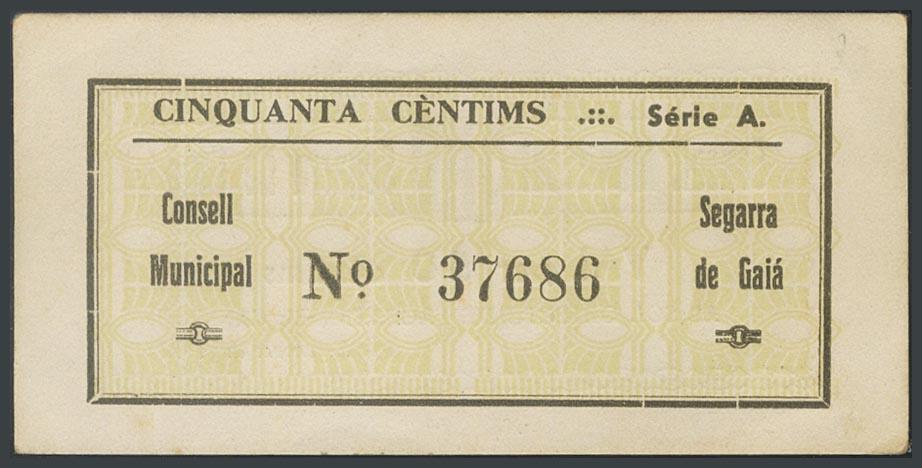 CINQUANTA CÈNTIMS .::. Série A.
Consell
Municipal
Nº 37686
Segarra
de Gaiá